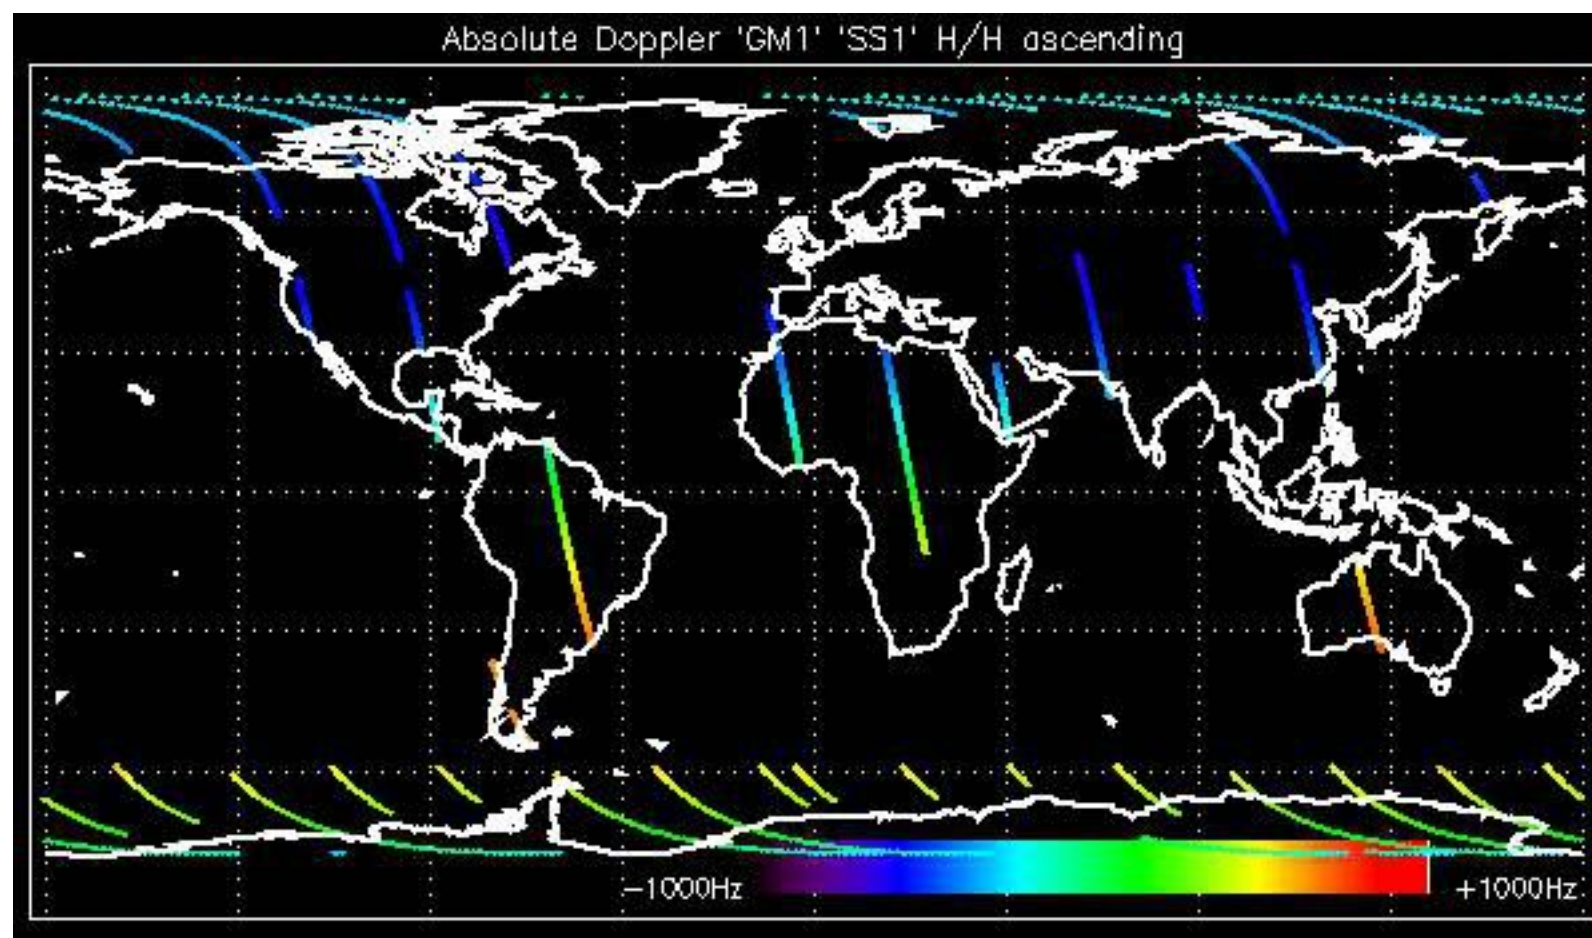 Absolute Doppler 'GM1' 'SS1' H/H ascending
−1000Hz
+1000Hz